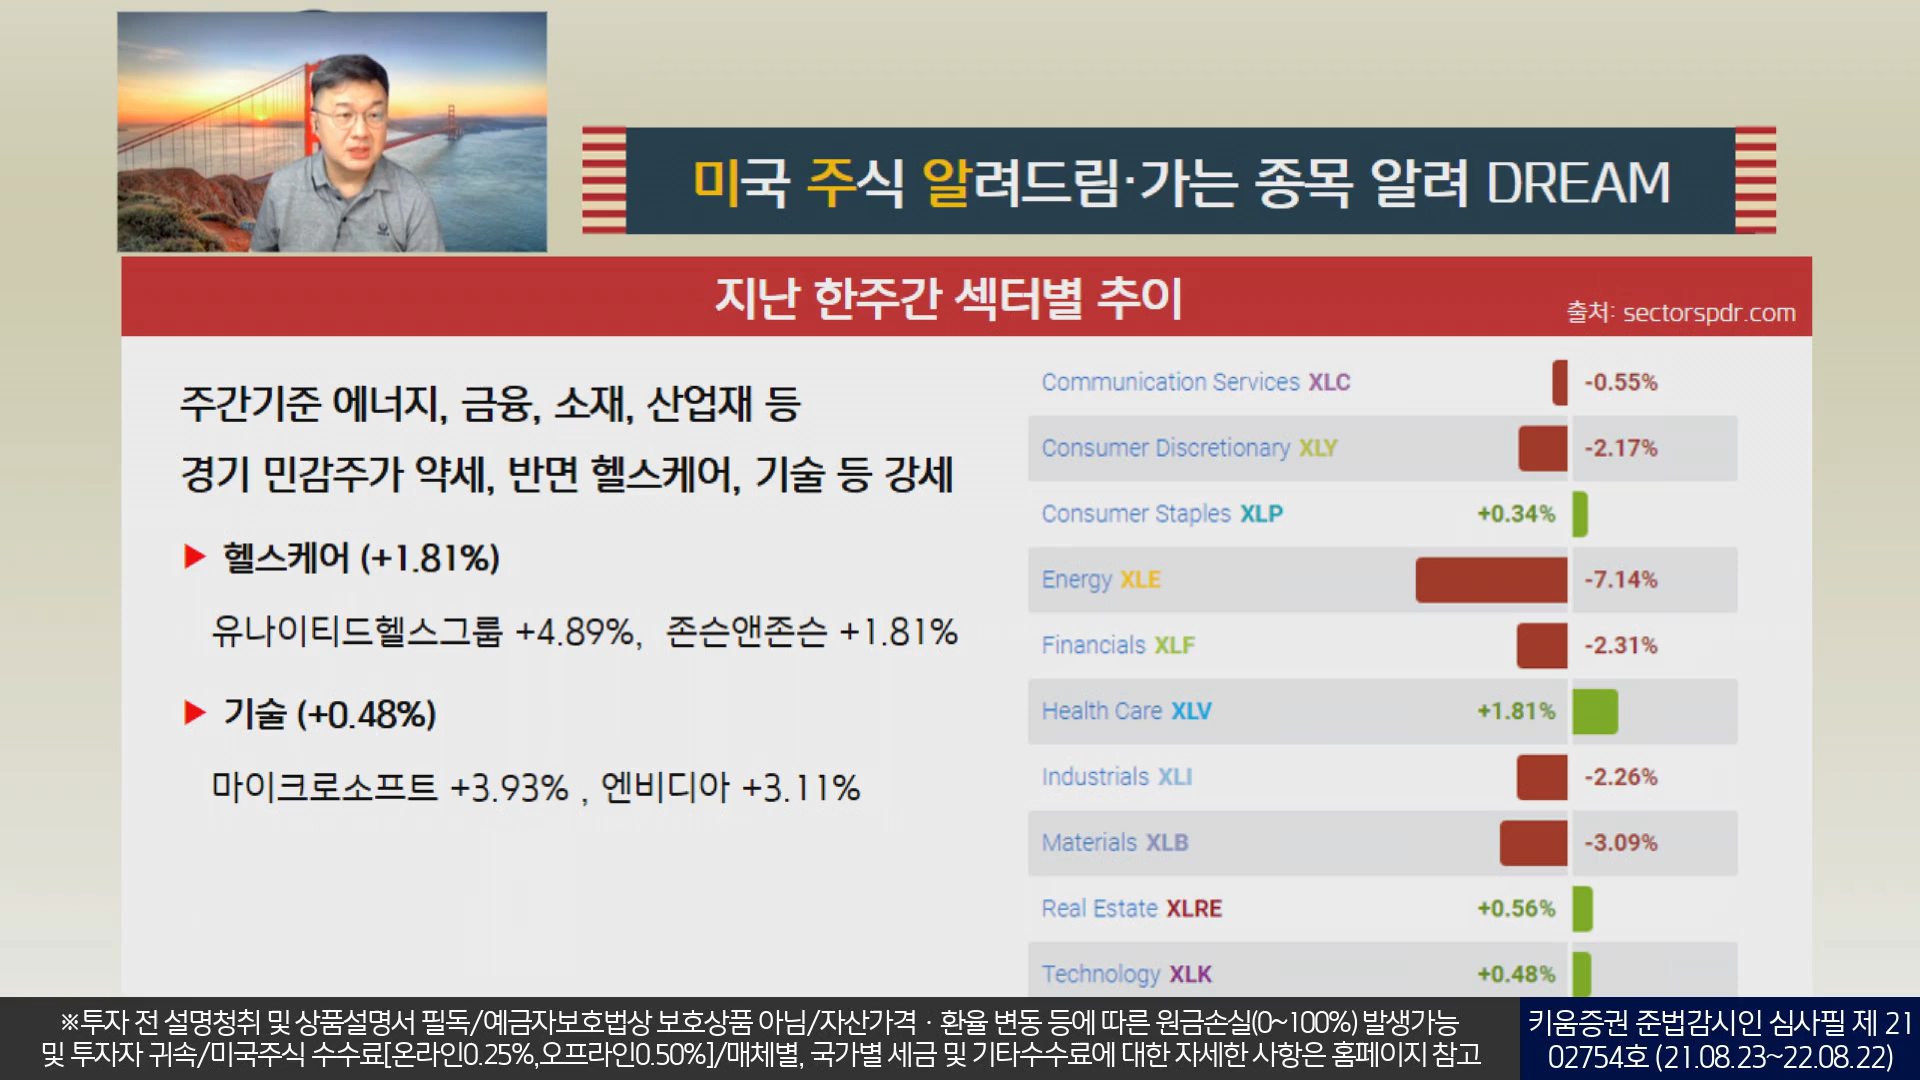 미국 주식 알려드림·가는 종목 알려 DREAM
지난 한주간 섹터별 추이
출처: sectorspdr.com
주간기준 에너지, 금융, 소재, 산업재 등
경기 민감주가 약세, 반면 헬스케어, 기술 등 강세
▶ 헬스케어 (+1.81%)
유나이티드헬스그룹 +4.89%, 존슨앤존슨 +1.81%
▶ 기술 (+0.48%)
마이크로소프트 +3.93% , 엔비디아 +3.11%
Communication Services XLC -0.55%
Consumer Discretionary XLY -2.17%
Consumer Staples XLP +0.34%
Energy XLE -7.14%
Financials XLF -2.31%
Health Care XLV +1.81%
Industrials XLI -2.26%
Materials XLB -3.09%
Real Estate XLRE +0.56%
Technology XLK +0.48%
※투자 전 설명청취 및 상품설명서 필독/예금자보호법상 보호상품 아님/자산가격 · 환율 변동 등에 따른 원금손실(0~100%) 발생가능
및 투자자 귀속/미국주식 수수료[온라인0.25%,오프라인0.50%]/매체별, 국가별 세금 및 기타수수료에 대한 자세한 사항은 홈페이지 참고
키움증권 준법감시인 심사필 제 21
02754호 (21.08.23~22.08.22)